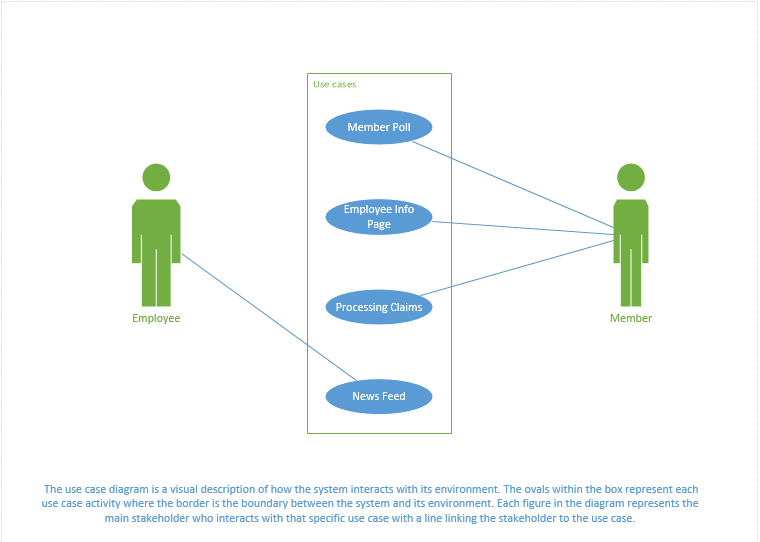 Use cases
Member Poll
Employee Info
Page
Processing Claims
News Feed
Employee
Member
The use case diagram is a visual description of how the system interacts with its environment. The ovals within the box represent each
use case activity where the border is the boundary between the system and its environment. Each figure in the diagram represents the
main stakeholder who interacts with that specific use case with a line linking the stakeholder to the use case.